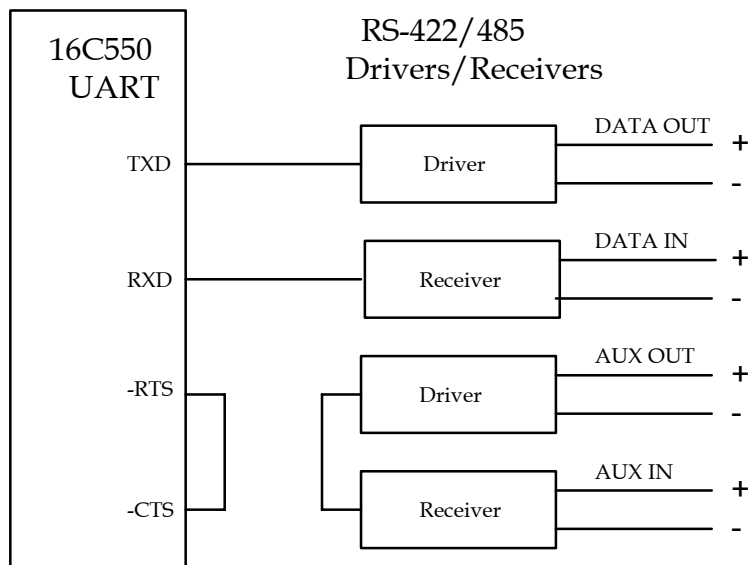 16C550
UART
RS-422/485
Drivers/Receivers
TXD
Driver
DATA OUT
+
-
RXD
Receiver
DATA IN
+
-
-RTS
Driver
AUX OUT
+
-
-CTS
Receiver
AUX IN
+
-